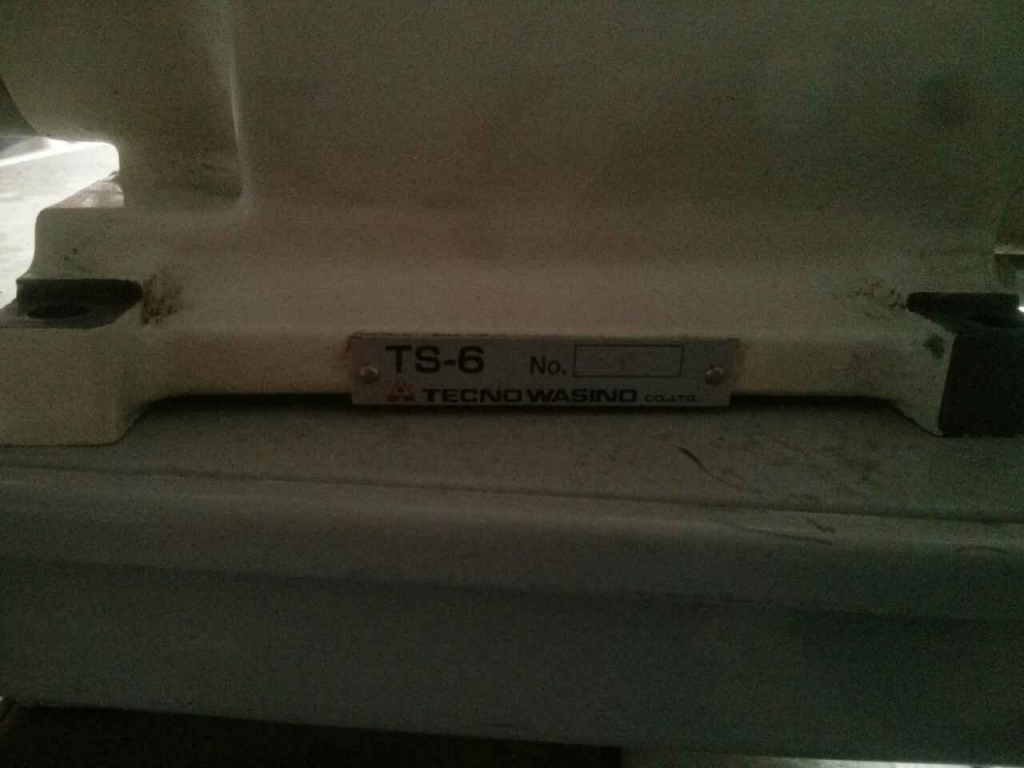 TS-6 No.
TECNO WASINO CO.,LTD.